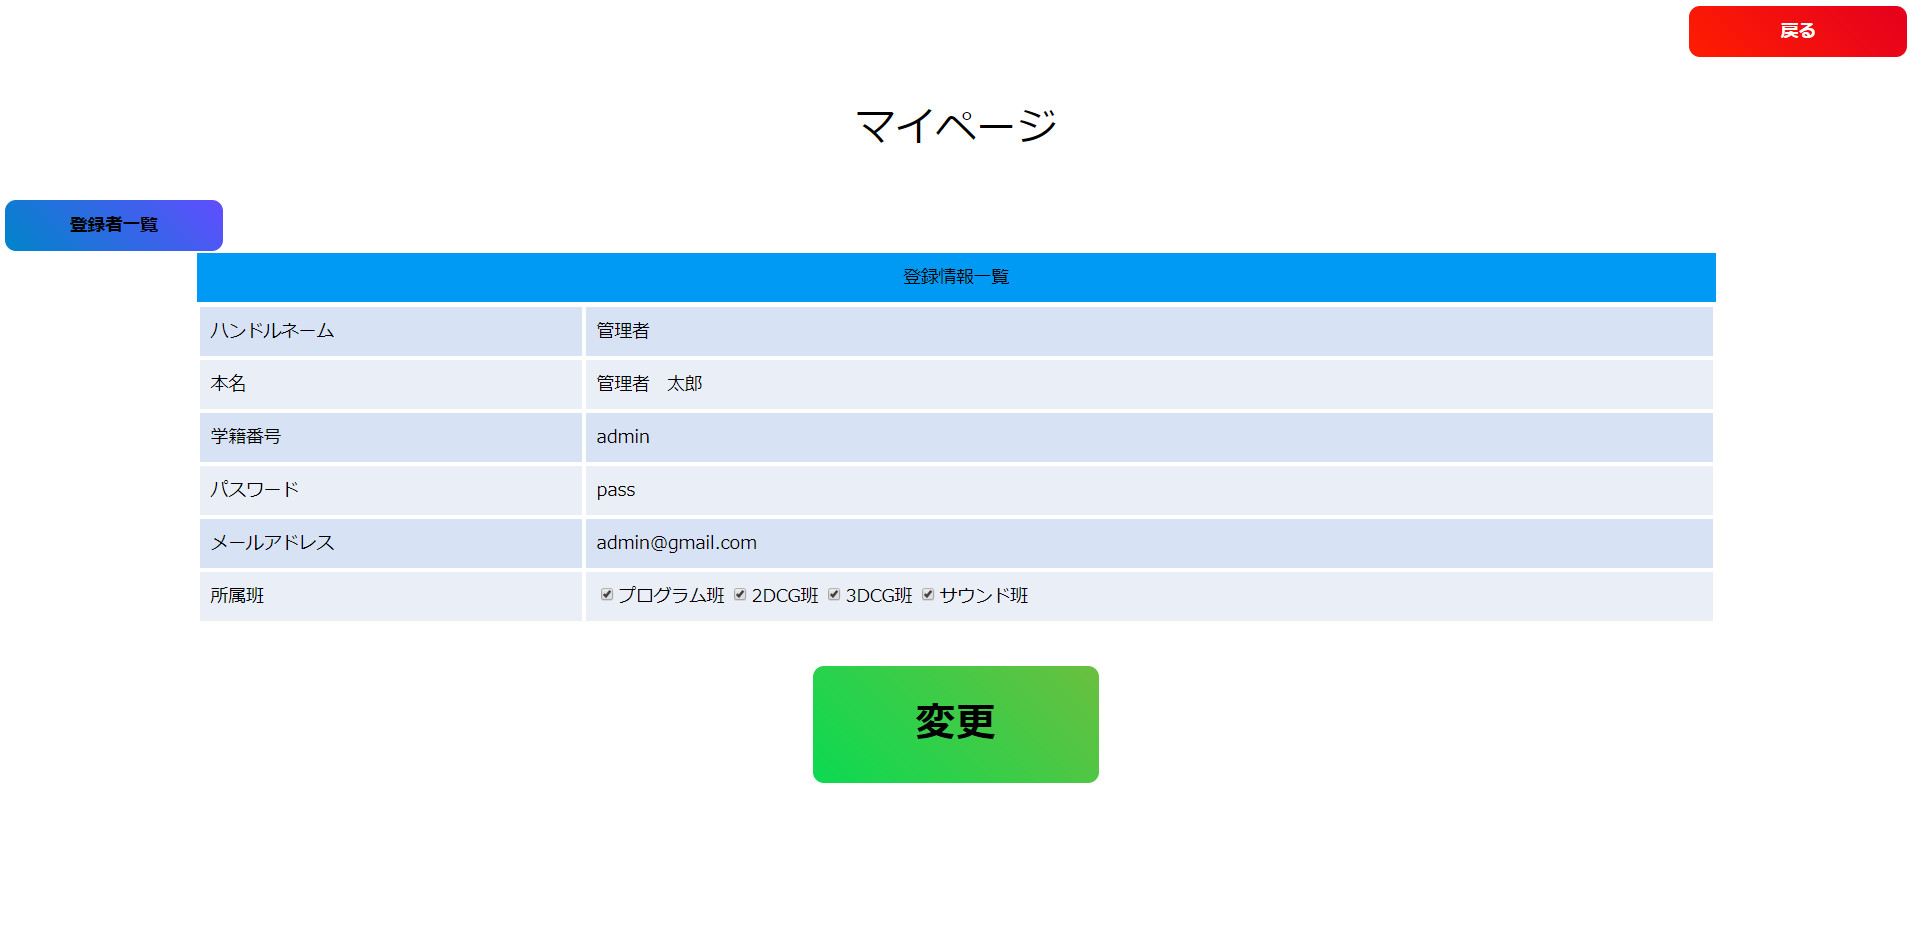 戻る
マイページ
登録者一覧
登録情報一覧
ハンドルネーム 管理者
本名 管理者　太郎
学籍番号 admin
パスワード pass
メールアドレス admin@gmail.com
所属班 プログラム班 2DCG班 3DCG班 サウンド班
変更